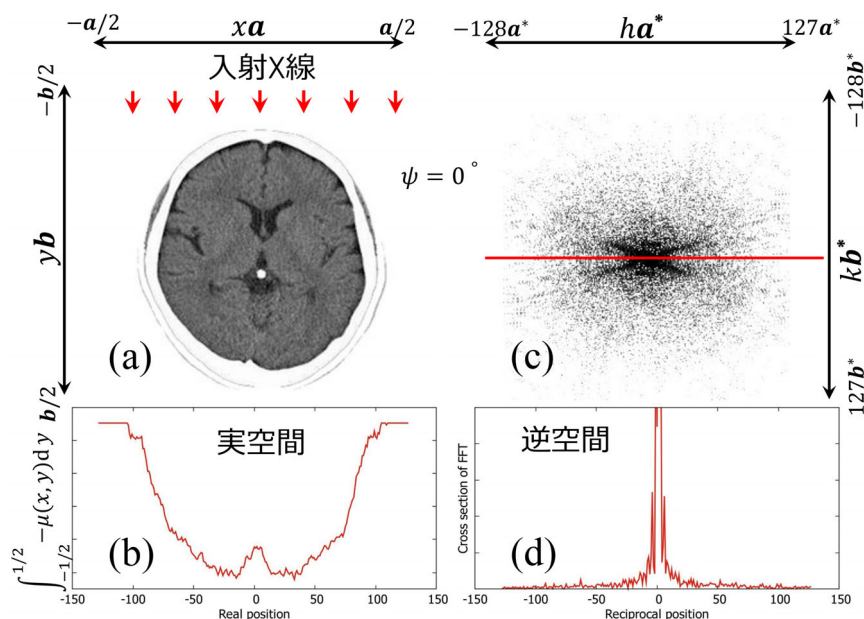 −a/2 xa a/2
−128a* ha* 127a*
入射X線
−b/2
yb
b/2
ψ = 0°
−128b*
kb*
127b*
(a)
(c)
実空間
(b)
∫_{-1/2}^{1/2} −μ(x, y)d y
-150 -100 -50 0 50 100 150
Real position
逆空間
(d)
Cross section of FFT
-150 -100 -50 0 50 100 150
Reciprocal position